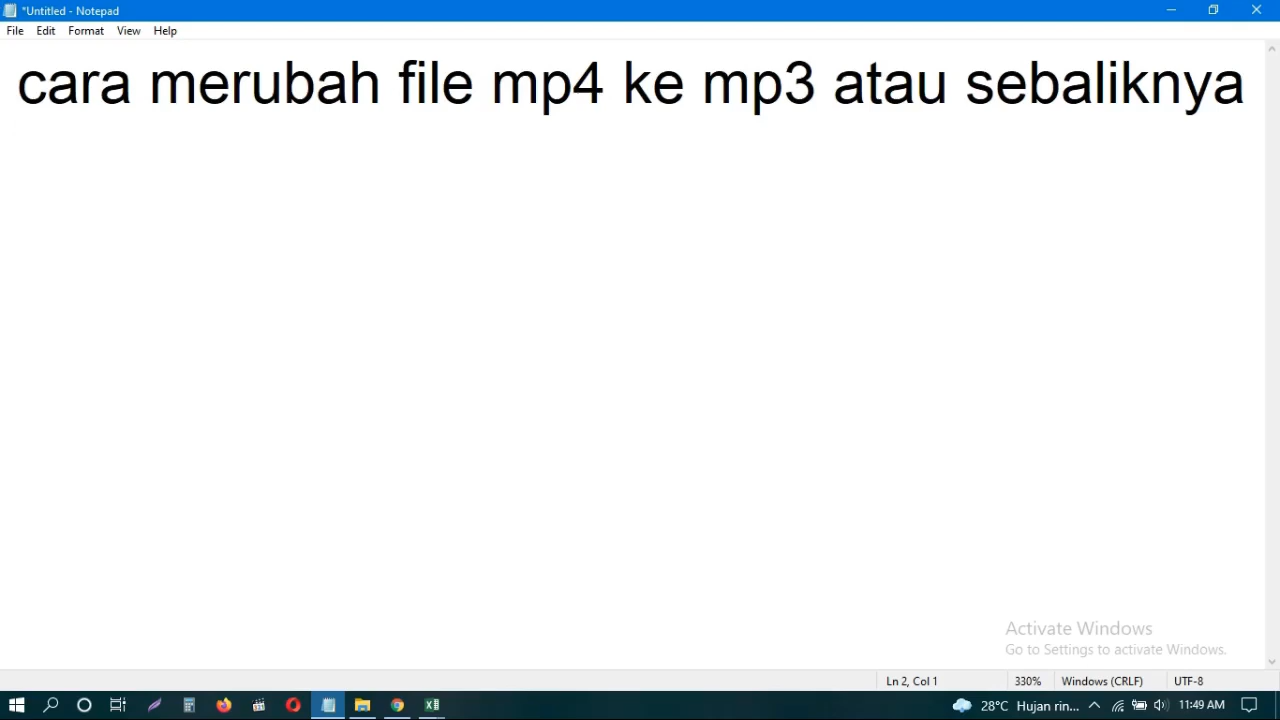 *Untitled - Notepad
File Edit Format View Help
cara merubah file mp4 ke mp3 atau sebaliknya
Activate Windows
Go to Settings to activate Windows.
Ln 2, Col 1 330% Windows (CRLF) UTF-8
28°C Hujan rin... 11:49 AM